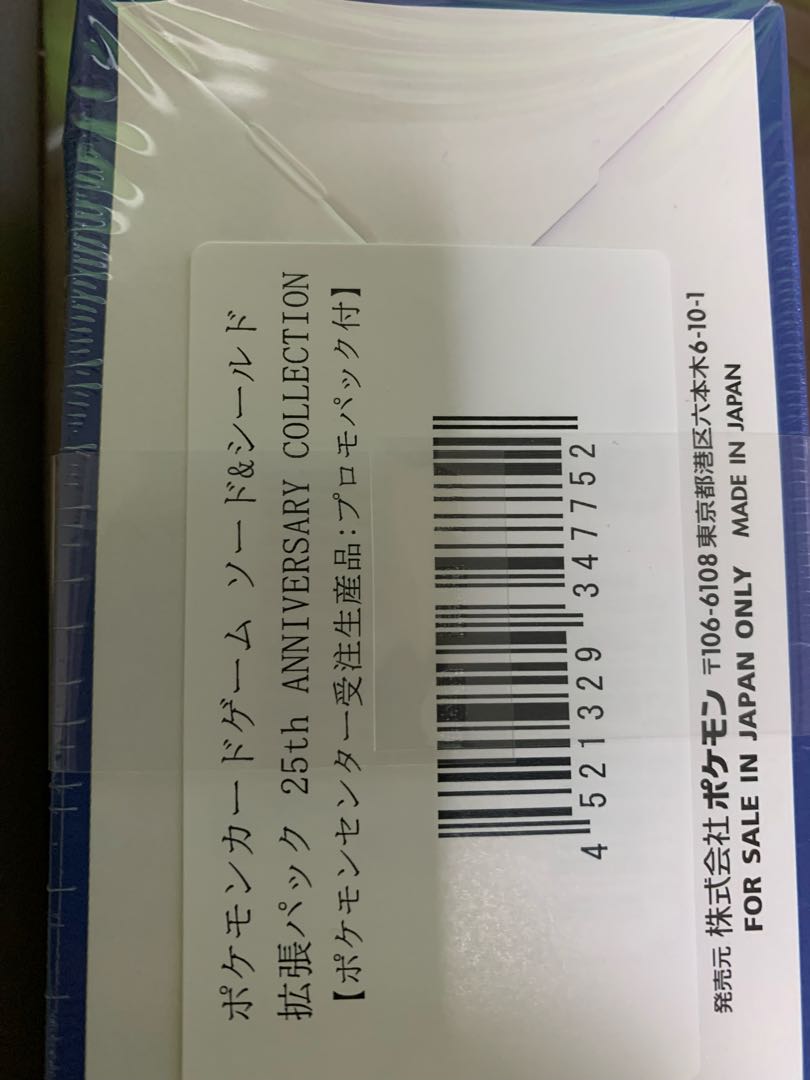 ポケモンカードゲーム ソード&シールド
拡張パック 25th ANNIVERSARY COLLECTION
【ポケモンセンター受注生産品:プロモパック付】
4 521329 347752
発売元 株式会社 ポケモン 〒106-6108 東京都港区六本木6-10-1
FOR SALE IN JAPAN ONLY MADE IN JAPAN